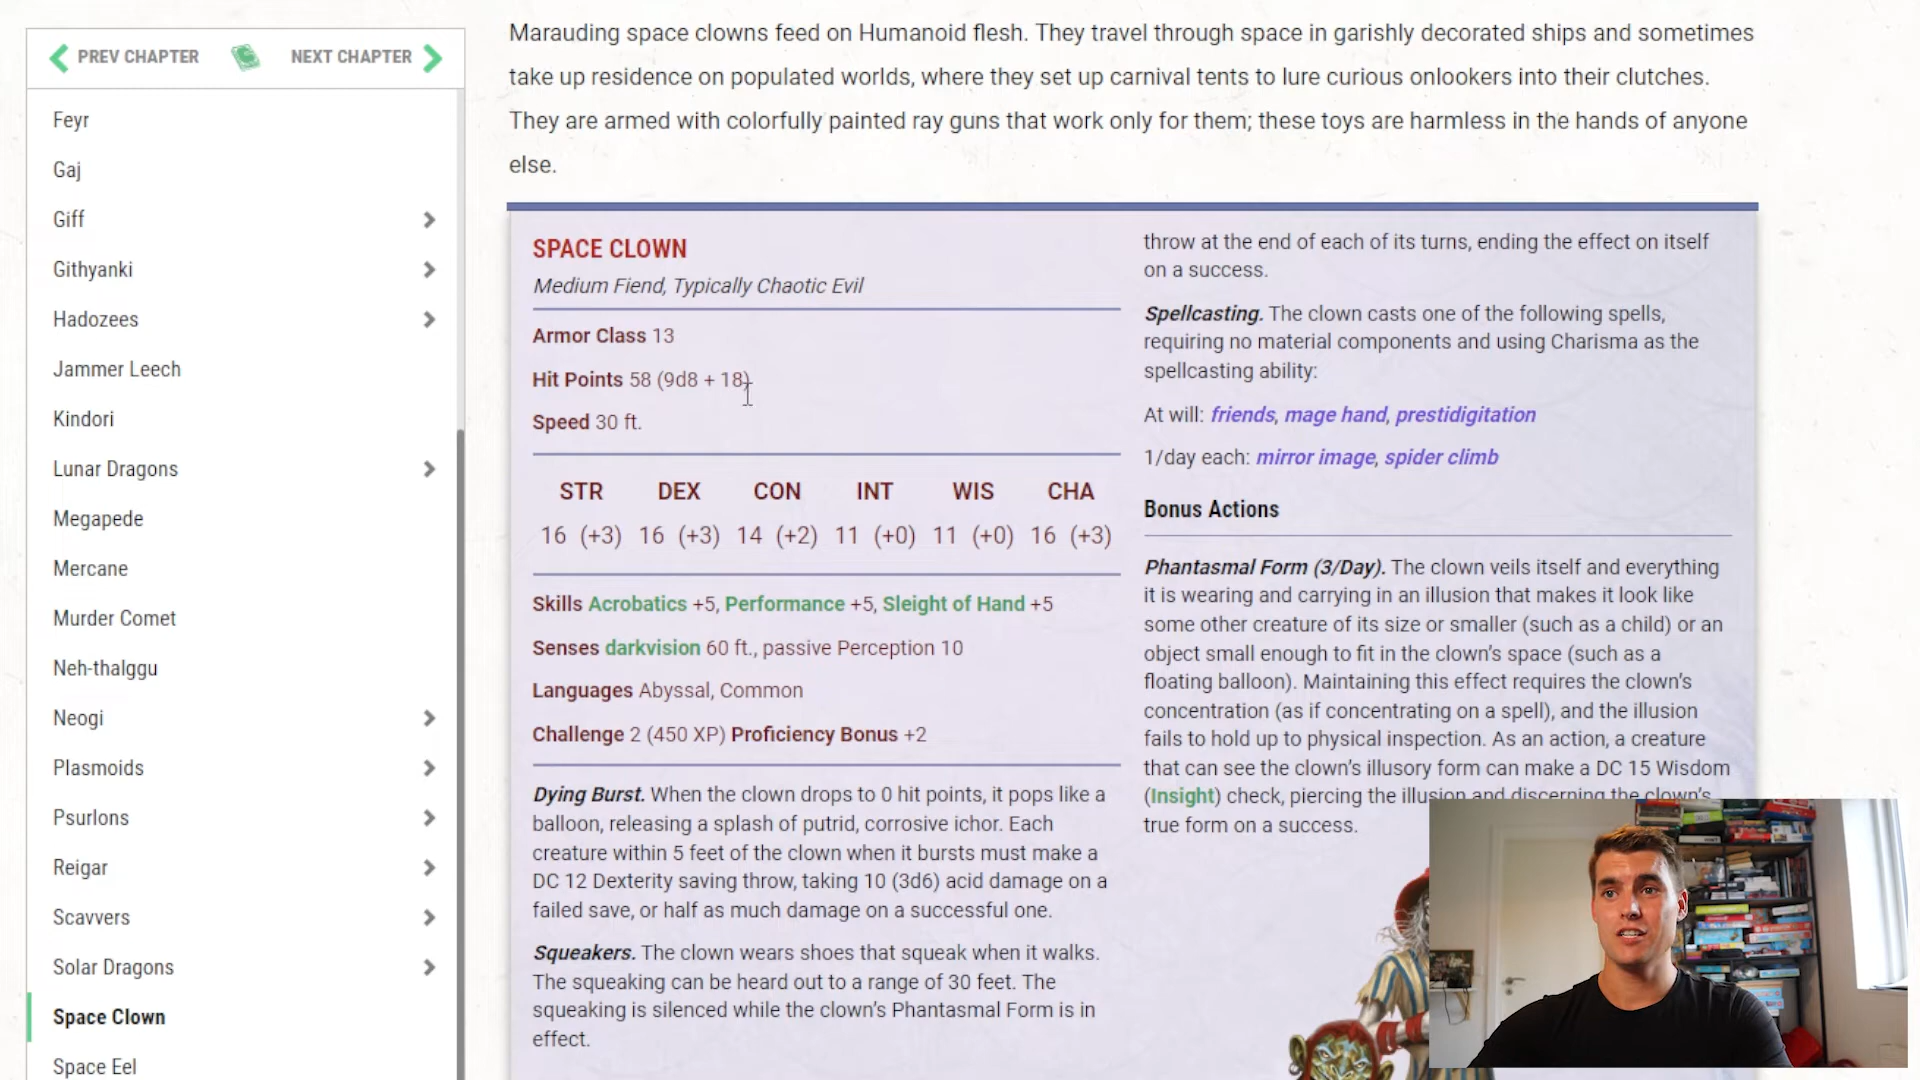 PREV CHAPTER
NEXT CHAPTER
Feyr
Gaj
Giff
Githyanki
Hadozees
Jammer Leech
Kindori
Lunar Dragons
Megapede
Mercane
Murder Comet
Neh-thalggu
Neogi
Plasmoids
Psurlons
Reigar
Scavvers
Solar Dragons
Space Clown
Space Eel
Marauding space clowns feed on Humanoid flesh. They travel through space in garishly decorated ships and sometimes
take up residence on populated worlds, where they set up carnival tents to lure curious onlookers into their clutches.
They are armed with colorfully painted ray guns that work only for them; these toys are harmless in the hands of anyone
else.
SPACE CLOWN
Medium Fiend, Typically Chaotic Evil
Armor Class 13
Hit Points 58 (9d8 + 18)
Speed 30 ft.
STR DEX CON INT WIS CHA
16 (+3) 16 (+3) 14 (+2) 11 (+0) 11 (+0) 16 (+3)
Skills Acrobatics +5, Performance +5, Sleight of Hand +5
Senses darkvision 60 ft., passive Perception 10
Languages Abyssal, Common
Challenge 2 (450 XP) Proficiency Bonus +2
Dying Burst. When the clown drops to 0 hit points, it pops like a
balloon, releasing a splash of putrid, corrosive ichor. Each
creature within 5 feet of the clown when it bursts must make a
DC 12 Dexterity saving throw, taking 10 (3d6) acid damage on a
failed save, or half as much damage on a successful one.
Squeakers. The clown wears shoes that squeak when it walks.
The squeaking can be heard out to a range of 30 feet. The
squeaking is silenced while the clown's Phantasmal Form is in
effect.
throw at the end of each of its turns, ending the effect on itself
on a success.
Spellcasting. The clown casts one of the following spells,
requiring no material components and using Charisma as the
spellcasting ability:
At will: friends, mage hand, prestidigitation
1/day each: mirror image, spider climb
Bonus Actions
Phantasmal Form (3/Day). The clown veils itself and everything
it is wearing and carrying in an illusion that makes it look like
some other creature of its size or smaller (such as a child) or an
object small enough to fit in the clown's space (such as a
floating balloon). Maintaining this effect requires the clown's
concentration (as if concentrating on a spell), and the illusion
fails to hold up to physical inspection. As an action, a creature
that can see the clown's illusory form can make a DC 15 Wisdom
(Insight) check, piercing the illusion and discerning the clown's
true form on a success.